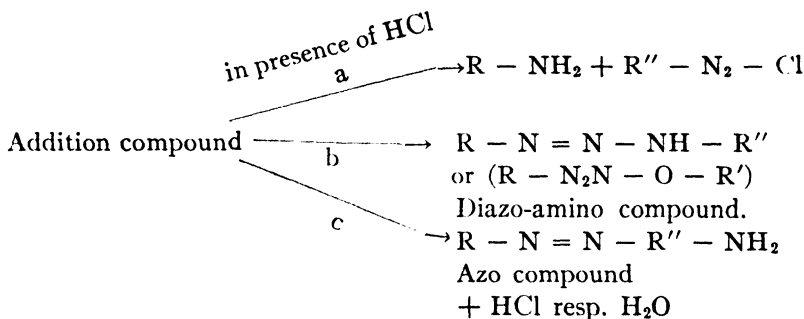 in presence of HCl
a
R − NH₂ + R″ − N₂ − Cl
Addition compound
b
R − N = N − NH − R″
or (R − N₂N − O − R′)
Diazo-amino compound.
c
R − N = N − R″ − NH₂
Azo compound
+ HCl resp. H₂O